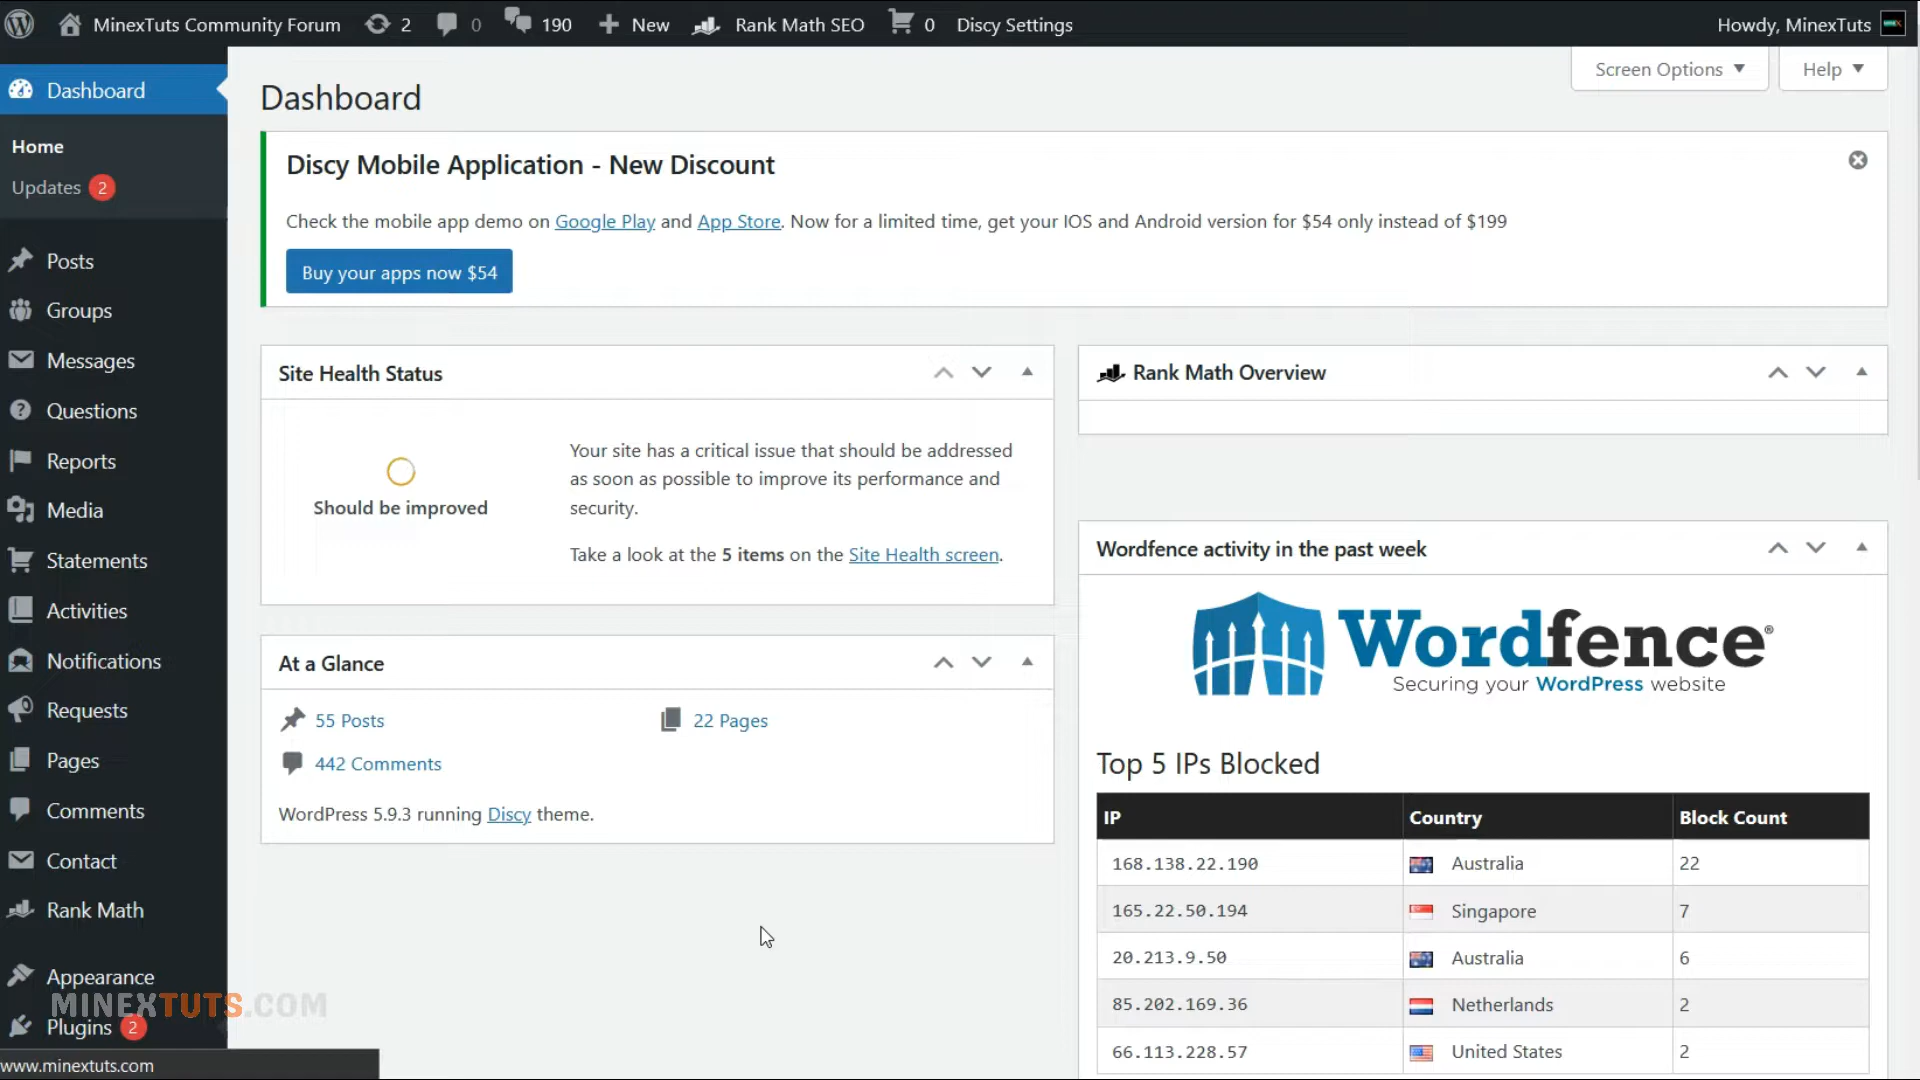 MinexTuts Community Forum 2 0 190 New Rank Math SEO 0 Discy Settings Howdy, MinexTuts
Screen Options Help
Dashboard
Home
Updates 2
Posts
Groups
Messages
Questions
Reports
Media
Statements
Activities
Notifications
Requests
Pages
Comments
Contact
Rank Math
Appearance
Plugins 2
MINEXTUTS.COM
www.minextuts.com
Dashboard
Discy Mobile Application - New Discount
Check the mobile app demo on Google Play and App Store. Now for a limited time, get your IOS and Android version for $54 only instead of $199
Buy your apps now $54
Site Health Status
Should be improved
Your site has a critical issue that should be addressed
as soon as possible to improve its performance and
security.
Take a look at the 5 items on the Site Health screen.
At a Glance
55 Posts 22 Pages
442 Comments
WordPress 5.9.3 running Discy theme.
Rank Math Overview
Wordfence activity in the past week
Wordfence®
Securing your WordPress website
Top 5 IPs Blocked
IP Country Block Count
168.138.22.190 Australia 22
165.22.50.194 Singapore 7
20.213.9.50 Australia 6
85.202.169.36 Netherlands 2
66.113.228.57 United States 2